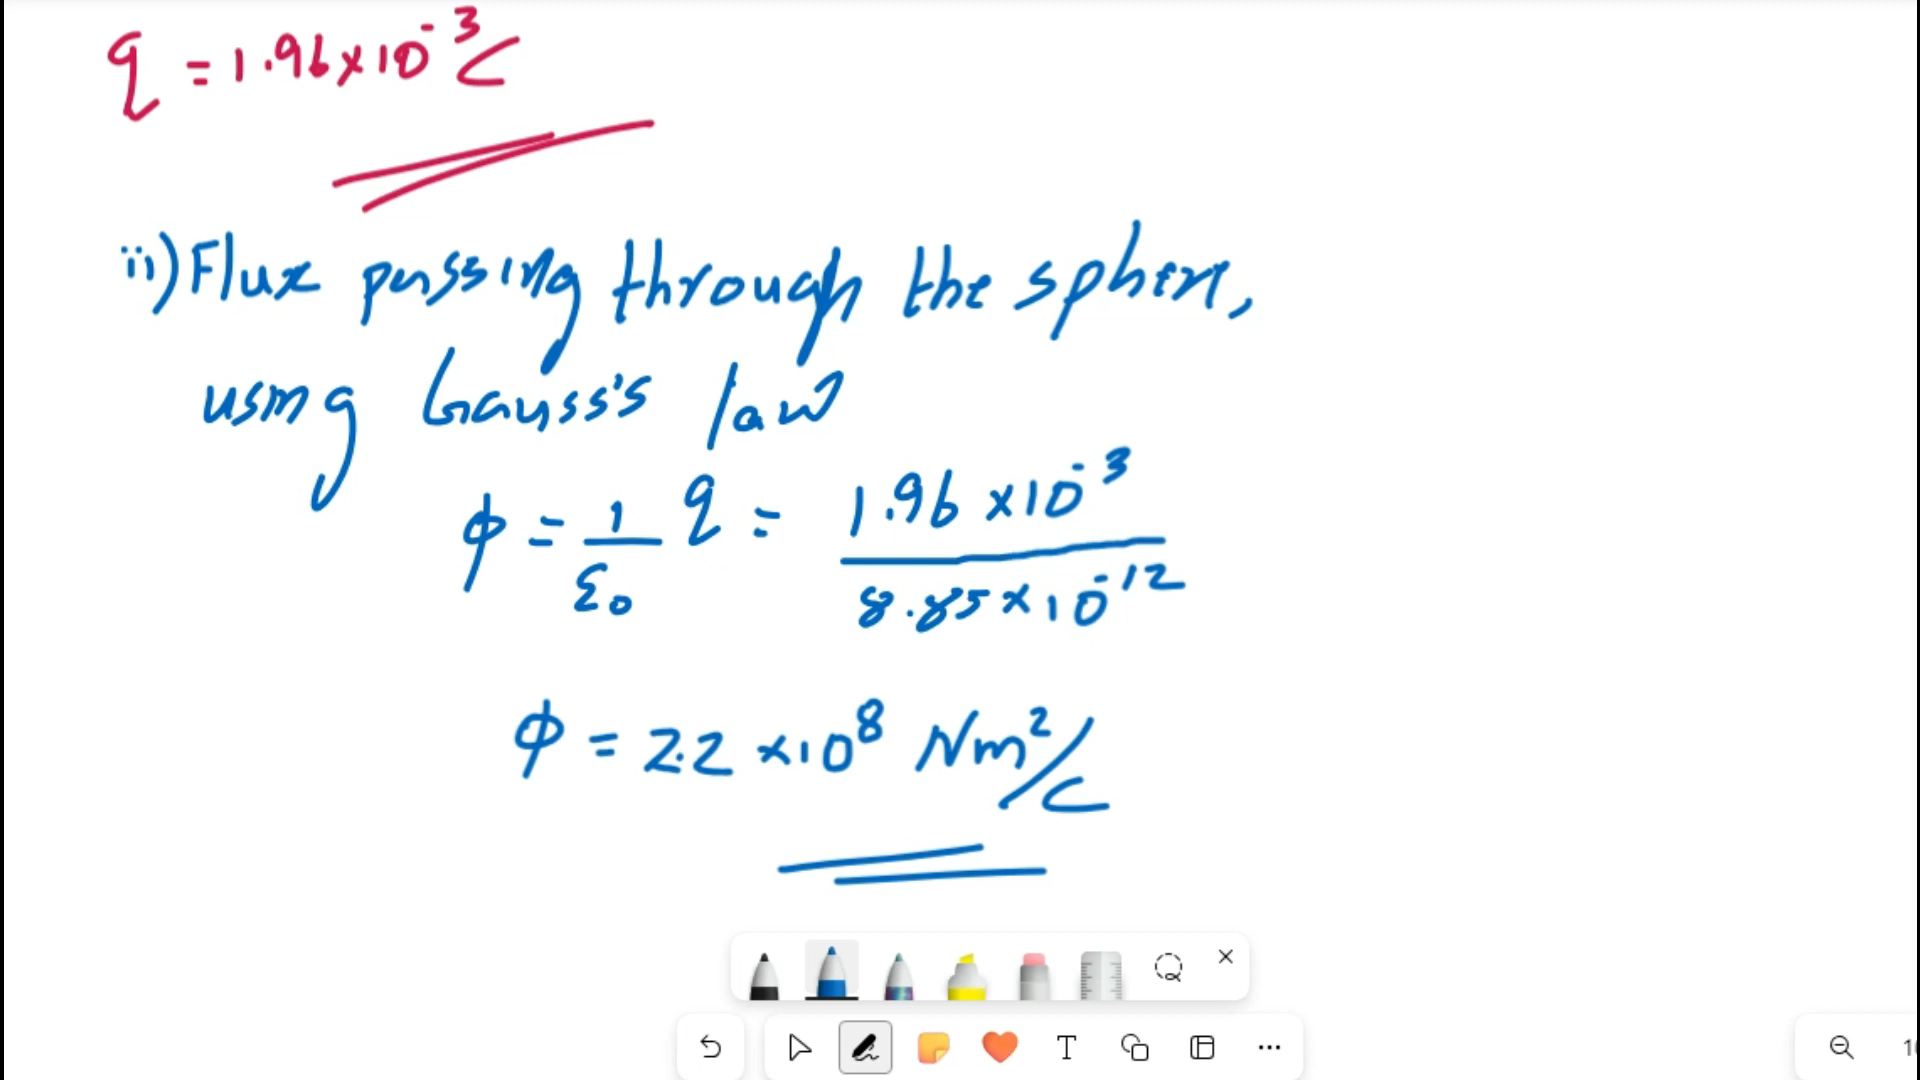 q = 1.96×10⁻³C
ii) Flux passing through the sphere,
using Gauss's law
ϕ = 1/ε₀ q = 1.96×10⁻³ / 8.85×10⁻¹²
ϕ = 2.2×10⁸ Nm²/C
T